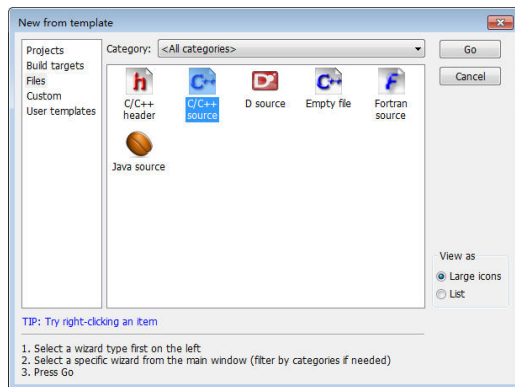 New from template
Projects
Build targets
Files
Custom
User templates
Category: <All categories>
Go
Cancel
C/C++
header
C/C++
source
D source
Empty file
Fortran
source
Java source
View as
Large icons
List
TIP: Try right-clicking an item
1. Select a wizard type first on the left
2. Select a specific wizard from the main window (filter by categories if needed)
3. Press Go